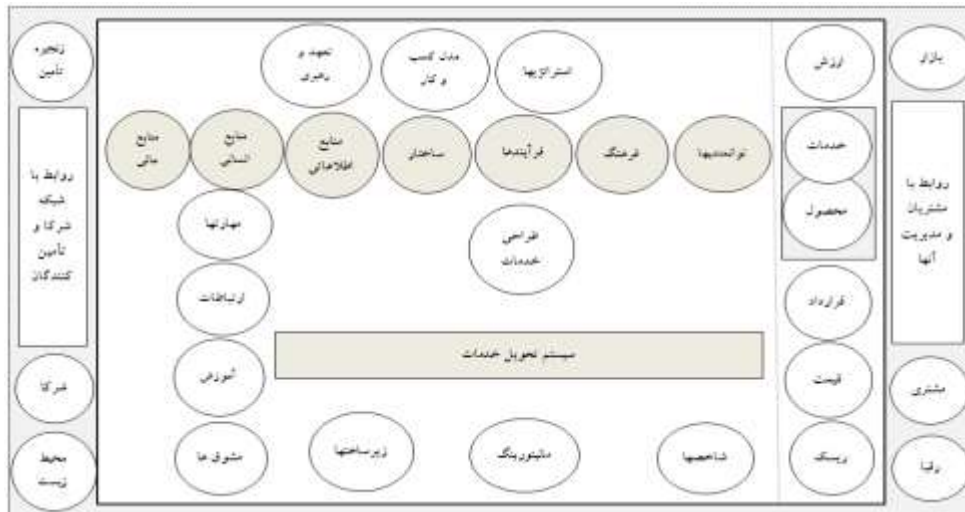 بازار
روابط با
مشتریان
و مدیریت
آنها
مشتری
رقبا
ارزش
خدمات
محصول
قرارداد
قیمت
ریسک
استراتژیها
مدل کسب
و کار
تعهد و
رهبری
توانمندیها
فرهنگ
فرآیندها
ساختار
منابع
اطلاعاتی
منابع
انسانی
منابع
مالی
طراحی
خدمات
مهارتها
ارتباطات
آموزش
مشوق ها
سیستم تحویل خدمات
شاخصها
مانیتورینگ
زیرساختها
زنجیره
تأمین
روابط با
شبکه
شرکا و
تأمین
کنندگان
شرکا
محیط
زیست